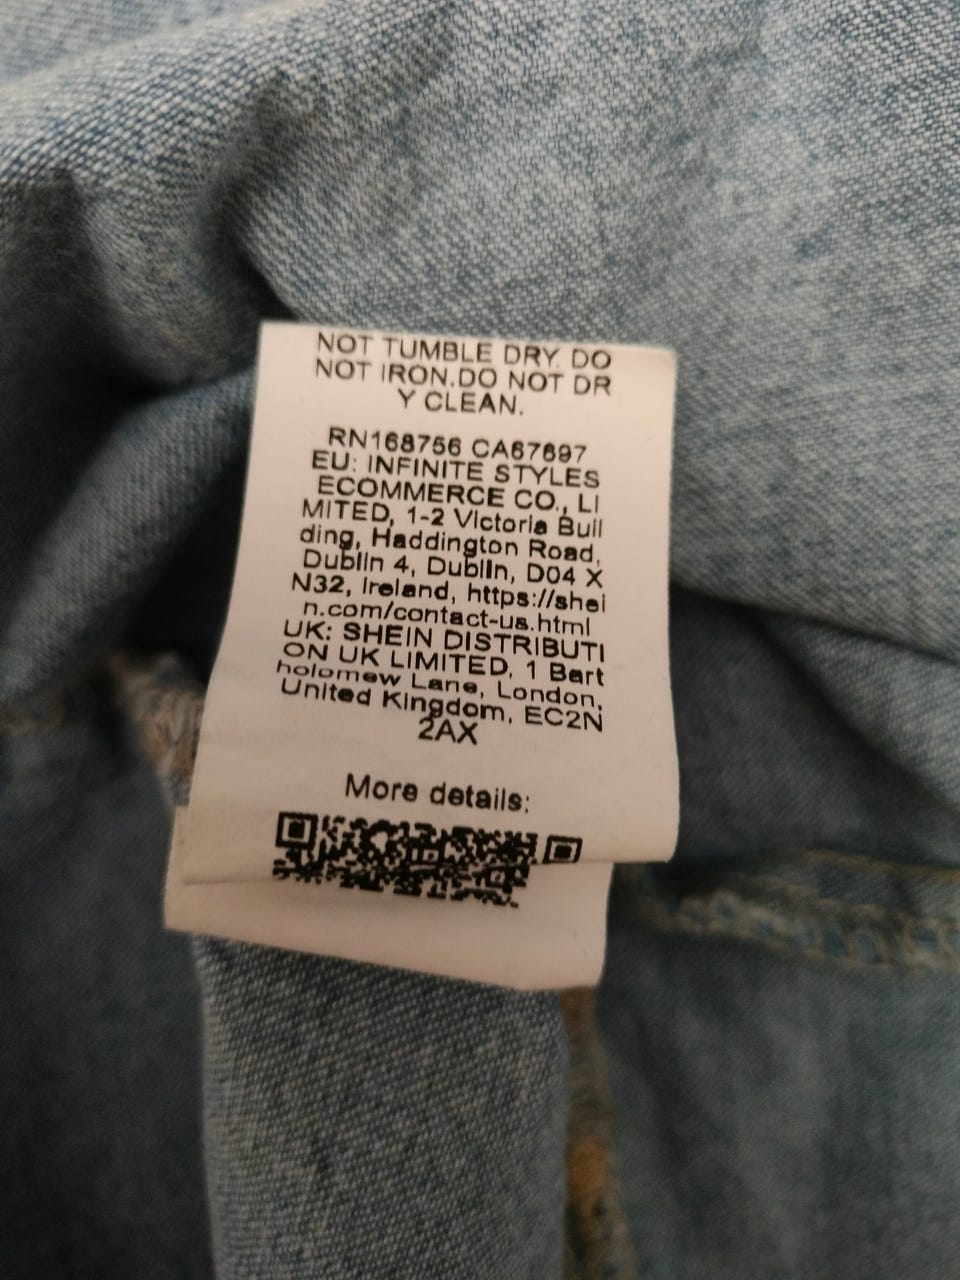 NOT TUMBLE DRY. DO
NOT IRON.DO NOT DR
Y CLEAN.
RN168756 CA67697
EU: INFINITE STYLES
ECOMMERCE CO., LI
MITED, 1-2 Victoria Buil
ding, Haddington Road,
Dublin 4, Dublin, D04 X
N32, Ireland, https://shei
n.com/contact-us.html
UK: SHEIN DISTRIBUTI
ON UK LIMITED, 1 Bart
holomew Lane, London,
United Kingdom, EC2N
2AX
More details: